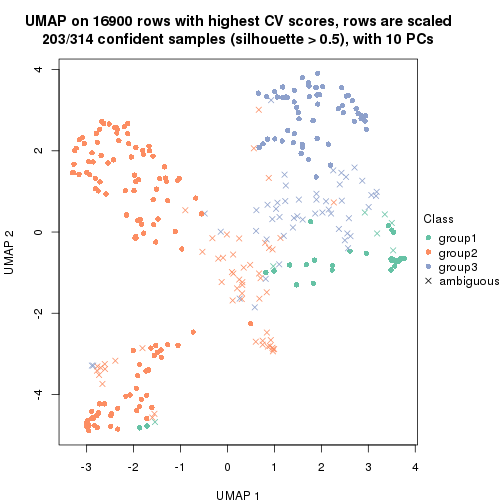 UMAP on 16900 rows with highest CV scores, rows are scaled
203/314 confident samples (silhouette > 0.5), with 10 PCs
4
2
0
-2
-4
UMAP 2
-3
-2
-1
0
1
2
3
4
UMAP 1
Class
group1
group2
group3
ambiguous